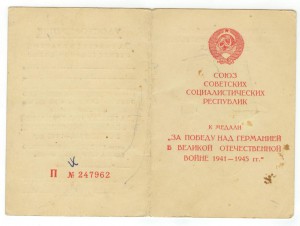 П № 247962
СОЮЗ
СОВЕТСКИХ
СОЦИАЛИСТИЧЕСКИХ
РЕСПУБЛИК
К МЕДАЛИ
„ЗА ПОБЕДУ НАД ГЕРМАНИЕЙ
В ВЕЛИКОЙ ОТЕЧЕСТВЕННОЙ
ВОЙНЕ 1941—1945 гг."